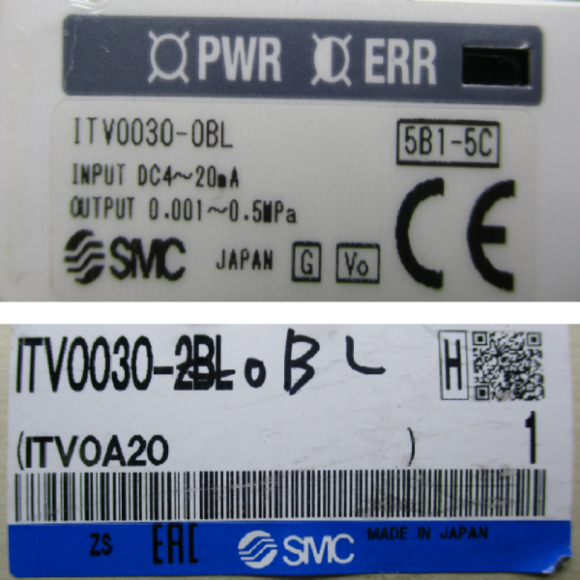 PWR ERR
ITV0030-0BL
5B1-5C
INPUT DC4～20mA
OUTPUT 0.001～0.5MPa
SMC JAPAN G Vo CE
ITV0030-2BL 0BL H
(ITV0A20 ) 1
ZS EAC SMC MADE IN JAPAN